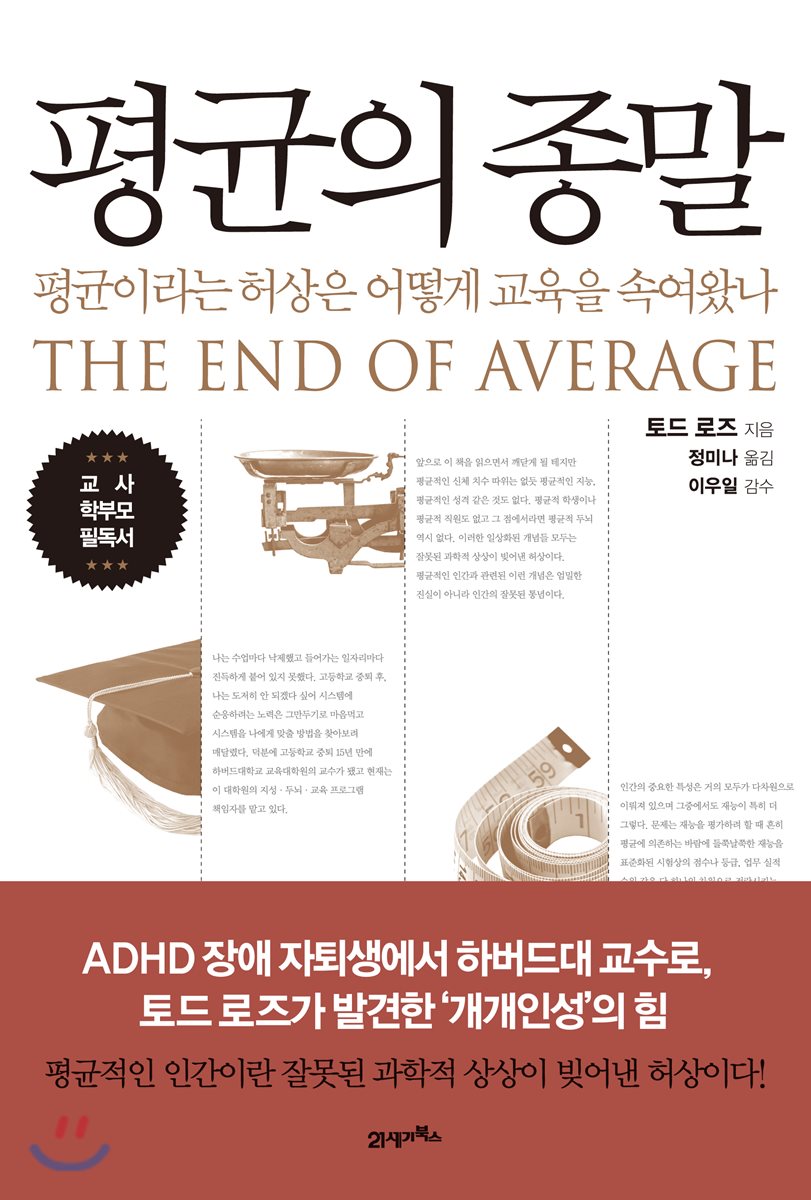 평균의 종말
평균이라는 허상은 어떻게 교육을 속여왔나
THE END OF AVERAGE
토드 로즈 지음
정미나 옮김
이우일 감수
교 사
학부모
필독서
앞으로 이 책을 읽으면서 깨닫게 될 테지만
평균적인 신체 치수 따위는 없듯 평균적인 지능,
평균적인 성격 같은 것도 없다. 평균적 학생이나
평균적 직원도 없고 그 점에서라면 평균적 두뇌
역시 없다. 이러한 일상화된 개념들 모두는
잘못된 과학적 상상이 빚어낸 허상이다.
평균적인 인간과 관련된 이런 개념은 엄밀한
진실이 아니라 인간의 잘못된 통념이다.
나는 수업마다 낙제했고 들어가는 일자리마다
진득하게 붙어 있지 못했다. 고등학교 중퇴 후,
나는 도저히 안 되겠다 싶어 시스템에
순응하려는 노력은 그만두기로 마음먹고
시스템을 나에게 맞출 방법을 찾아보려
매달렸다. 덕분에 고등학교 중퇴 15년 만에
하버드대학교 교육대학원의 교수가 됐고 현재는
이 대학원의 지성 · 두뇌 · 교육 프로그램
책임자를 맡고 있다.
59
1
인간의 중요한 특성은 거의 모두가 다차원으로
이뤄져 있으며 그중에서도 재능이 특히 더
그렇다. 문제는 재능을 평가하려 할 때 흔히
평균에 의존하는 바람에 들쭉날쭉한 재능을
표준화된 시험상의 점수나 등급, 업무 실적
ADHD 장애 자퇴생에서 하버드대 교수로,
토드 로즈가 발견한 ‘개개인성’의 힘
평균적인 인간이란 잘못된 과학적 상상이 빚어낸 허상이다!
21세기북스